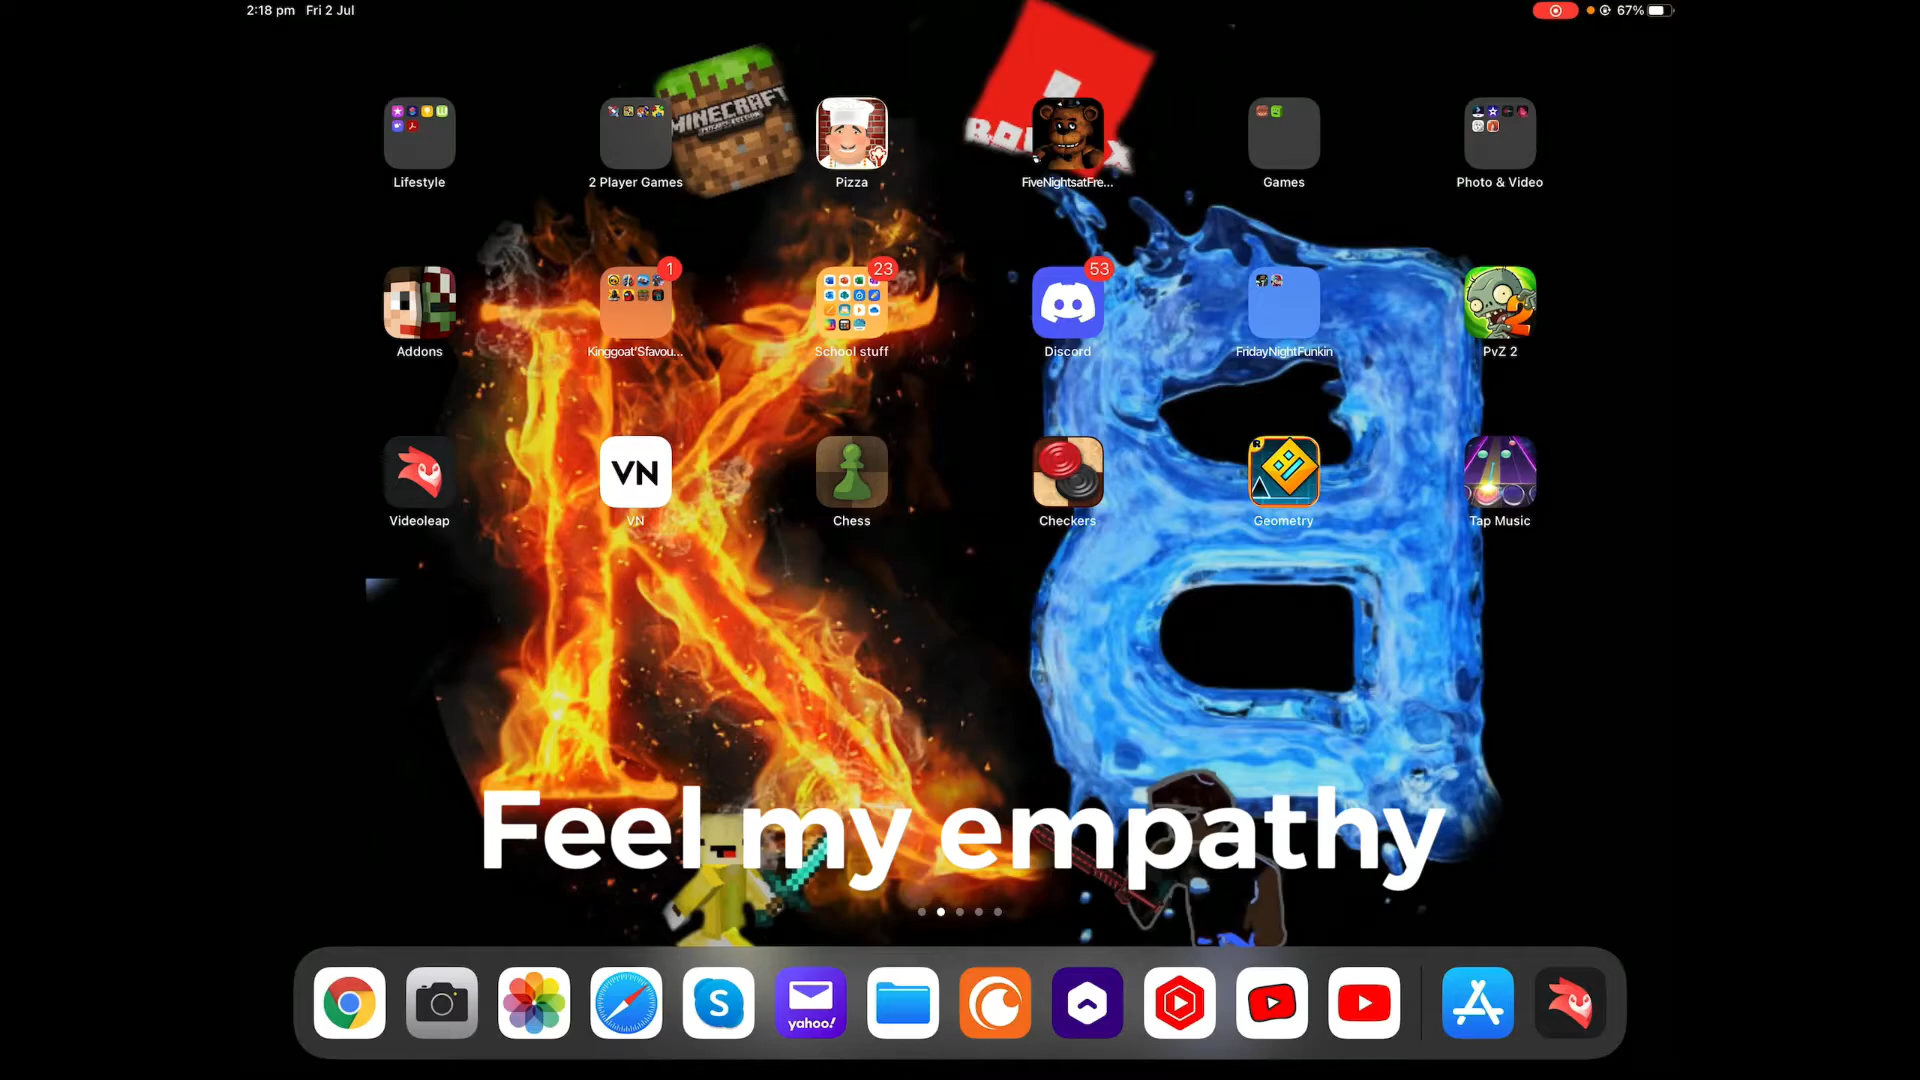 2:18 pm Fri 2 Jul
67%
MINECRAFT
Lifestyle
2 Player Games
Pizza
FiveNightsatFre...
Games
Photo & Video
1
23
53
Addons
Kinggoat'Sfavou...
School stuff
Discord
FridayNightFunkin
2
PvZ 2
VN
Videoleap
VN
Chess
Checkers
Geometry
Tap Music
Feel my empathy
S
yahoo!